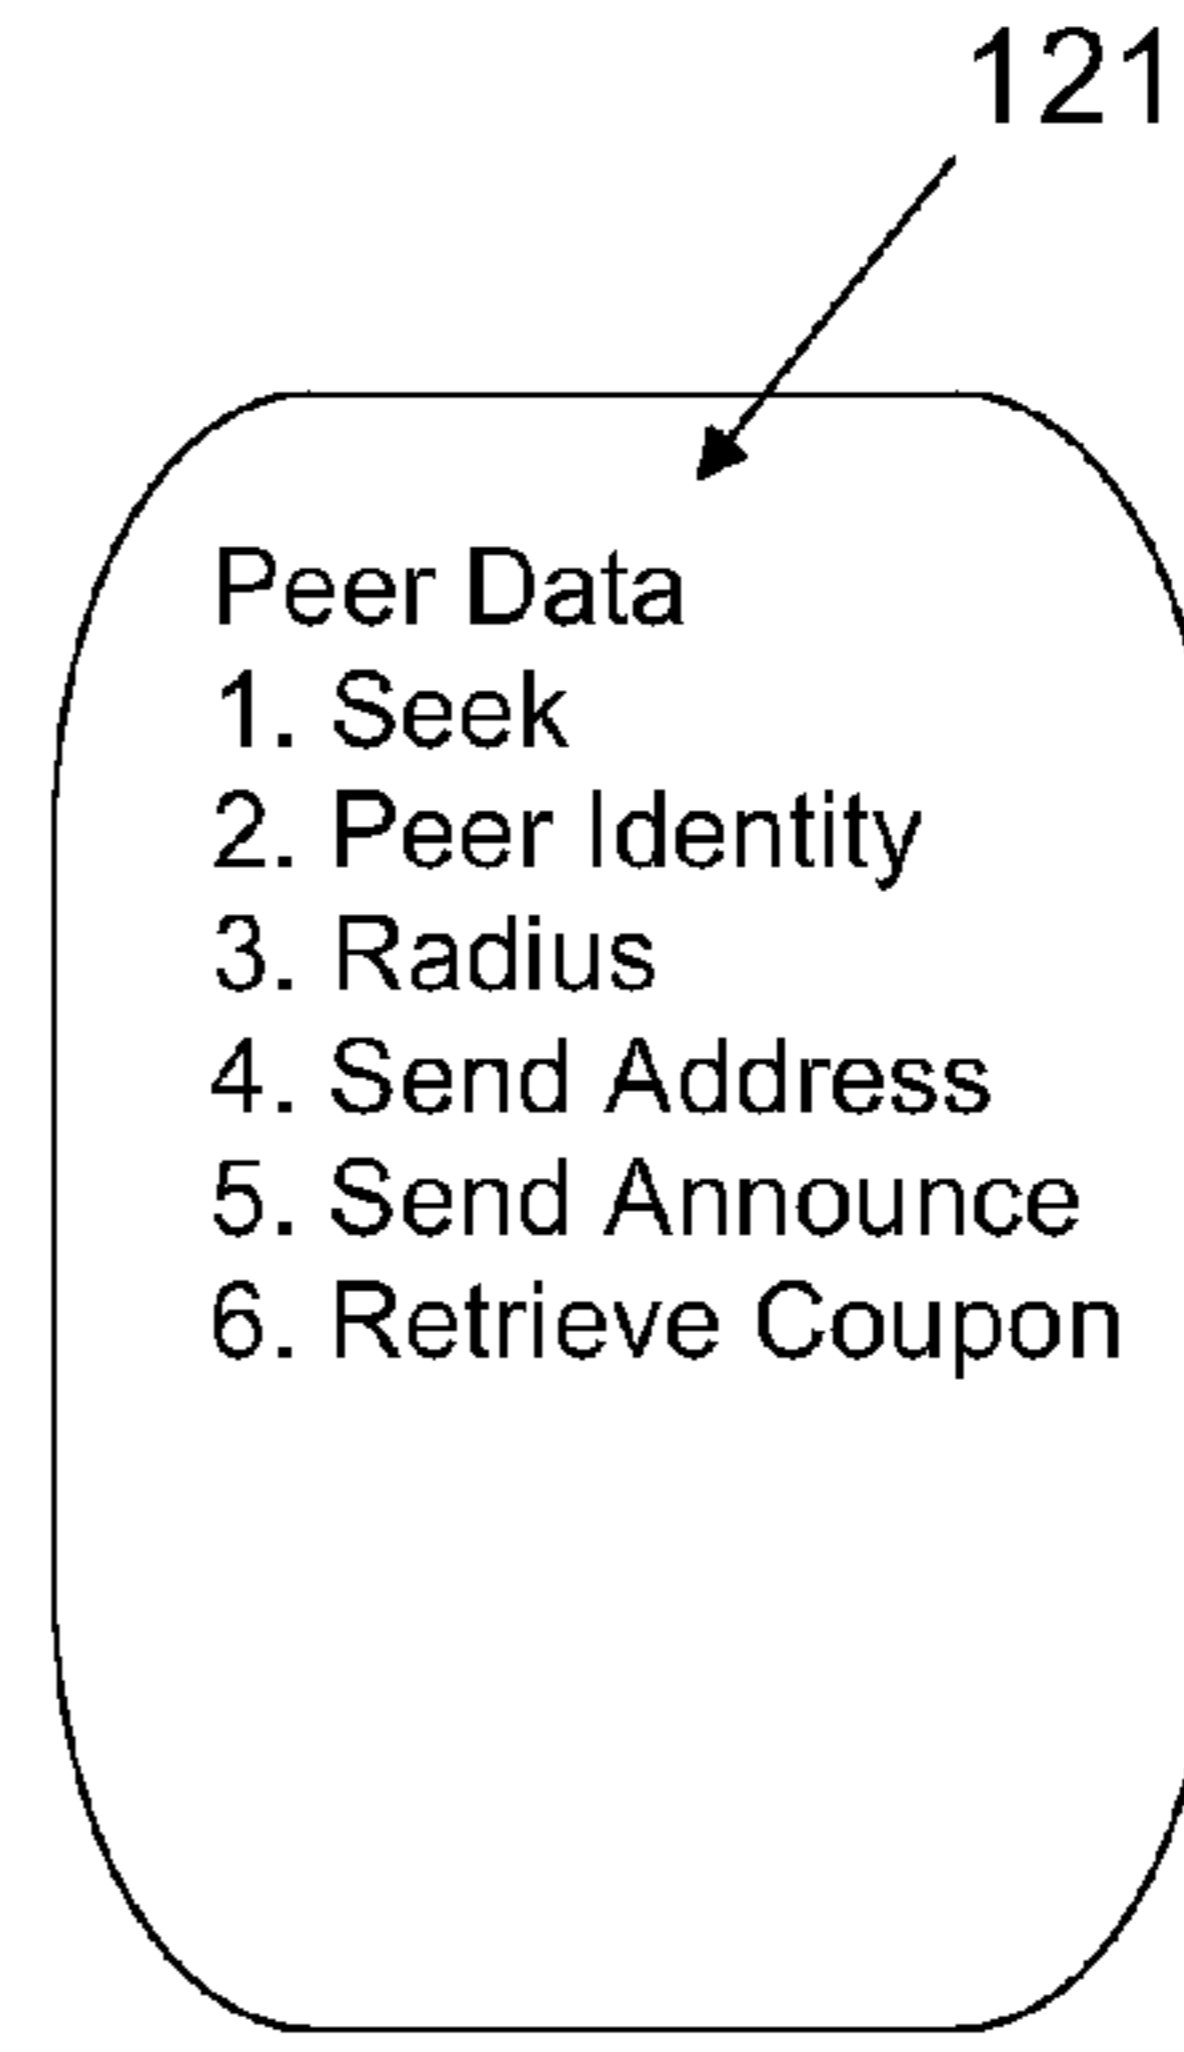 121
Peer Data
1. Seek
2. Peer Identity
3. Radius
4. Send Address
5. Send Announce
6. Retrieve Coupon